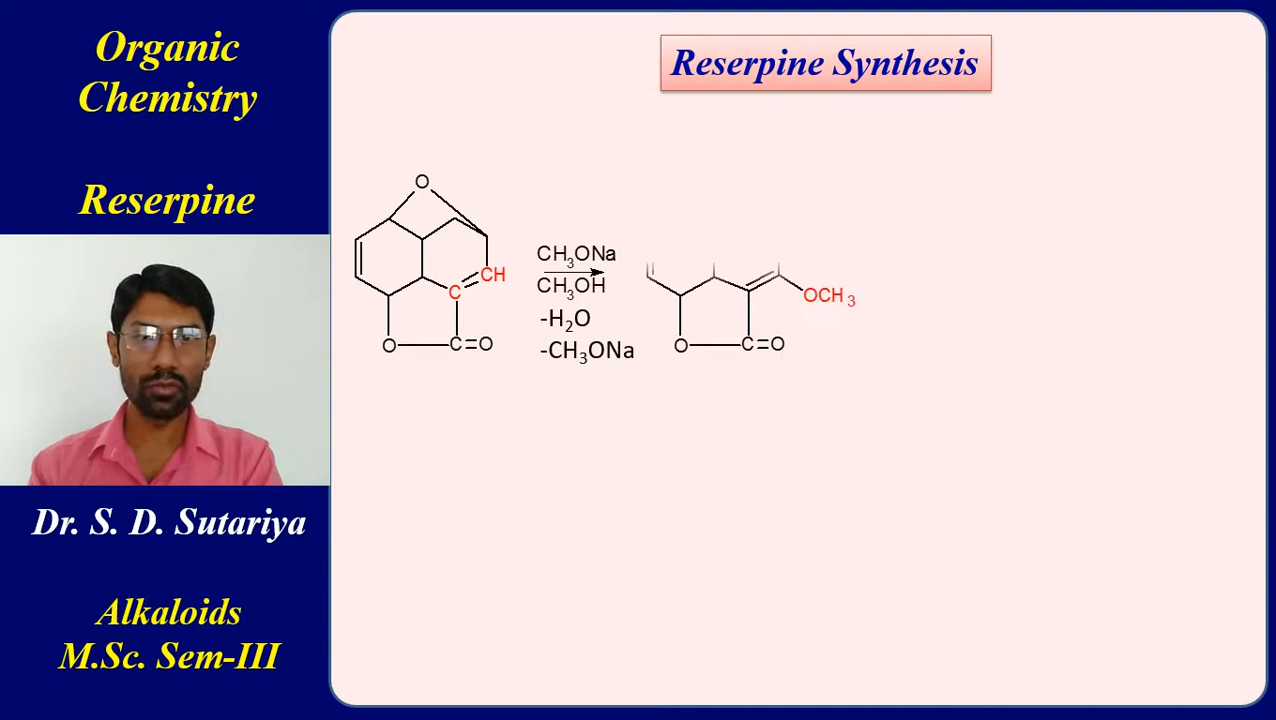 Organic
Chemistry
Reserpine
Dr. S. D. Sutariya
Alkaloids
M.Sc. Sem-III
Reserpine Synthesis
O
CH
C
O
C=O
CH₃ONa
CH₃OH
-H₂O
-CH₃ONa
OCH₃
O
C=O